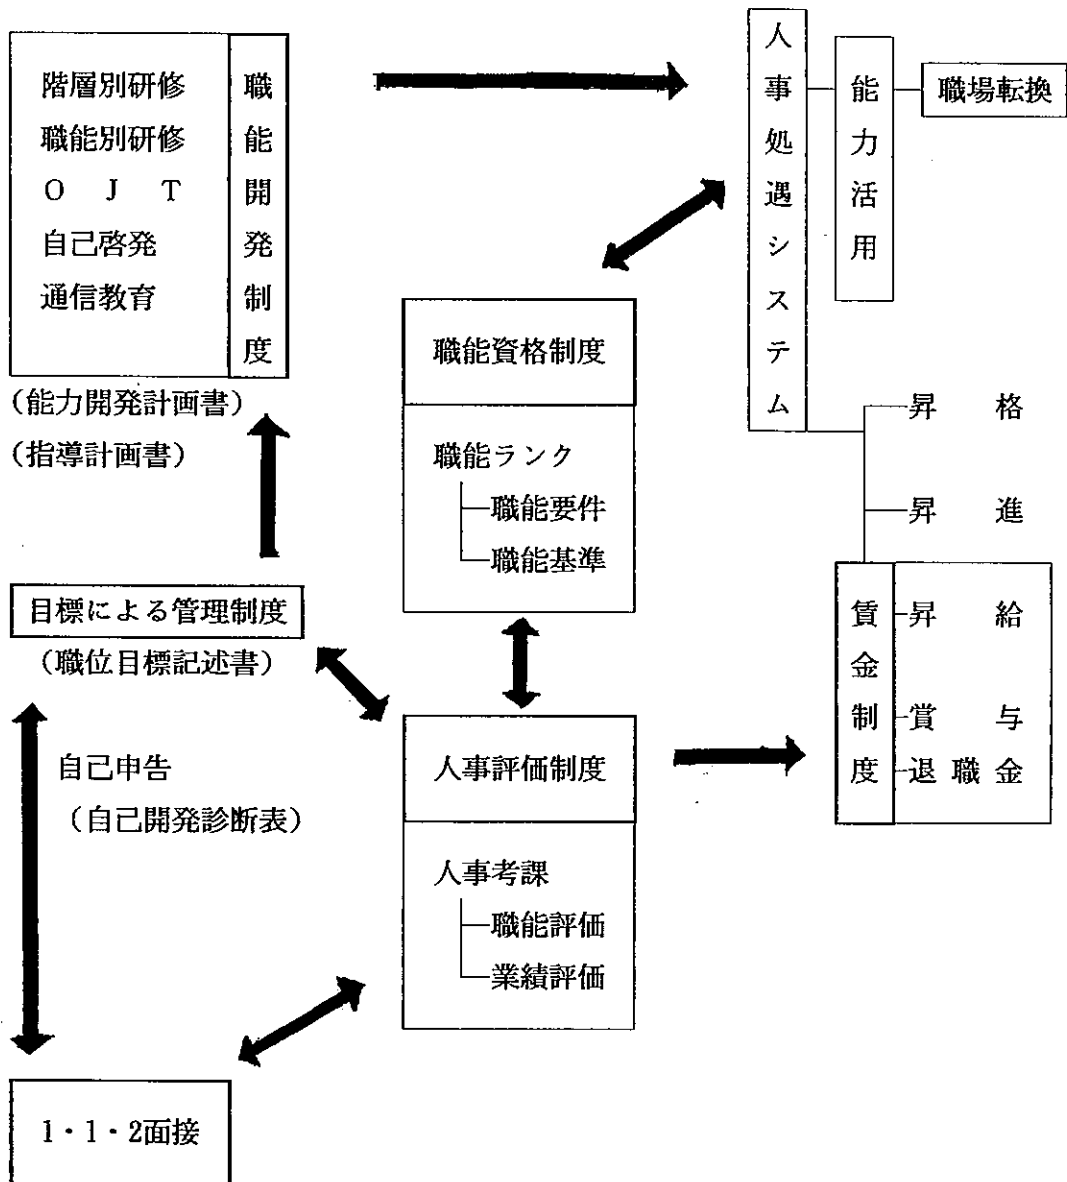 階層別研修
職能別研修
O J T
自己啓発
通信教育
職能開発制度
(能力開発計画書)
(指導計画書)
目標による管理制度
(職位目標記述書)
自己申告
(自己開発診断表)
1・1・2面接
職能資格制度
職能ランク
職能要件
職能基準
人事評価制度
人事考課
職能評価
業績評価
人事処遇システム
能力活用
職場転換
昇 格
昇 進
賃金制度
昇 給
賞 与
退職金